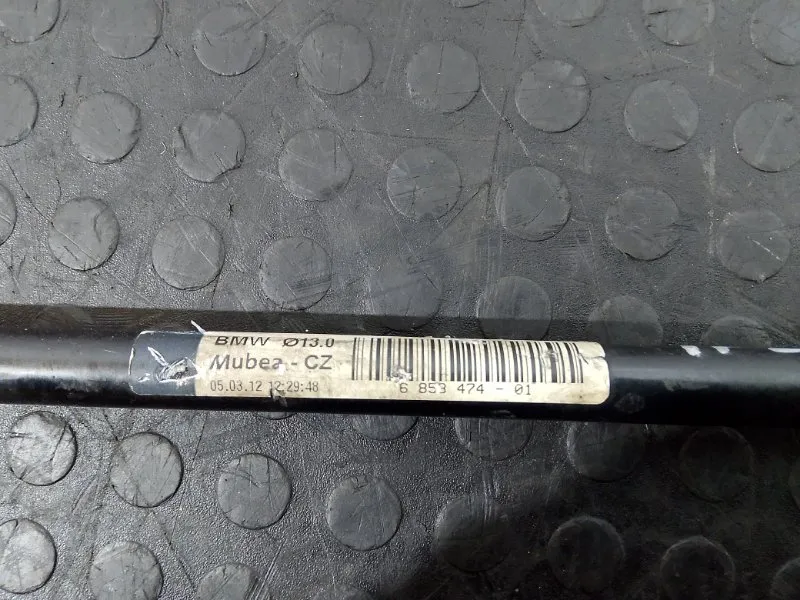 BMW Ø13.0
Mubea - CZ
05.03.12 12:29:48
6 853 474 - 01